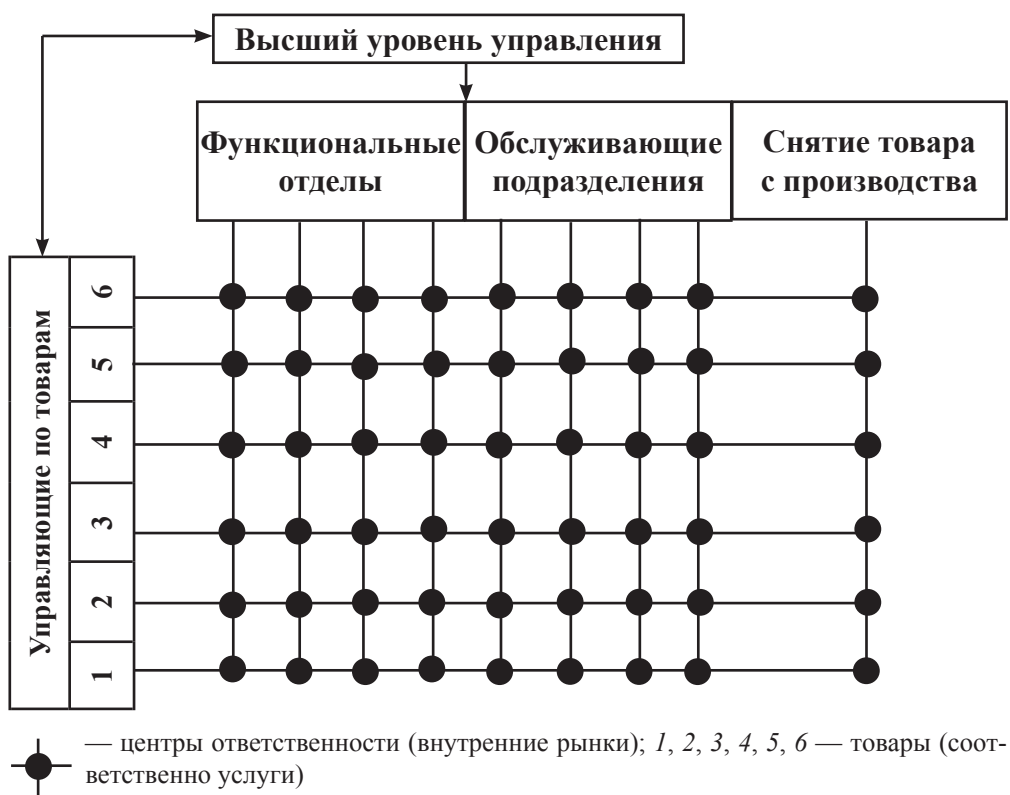 Высший уровень управления
Функциональные
отделы
Обслуживающие
подразделения
Снятие товара
с производства
Управляющие по товарам
6
5
4
3
2
1
— центры ответственности (внутренние рынки); 1, 2, 3, 4, 5, 6 — товары (соот-
ветственно услуги)